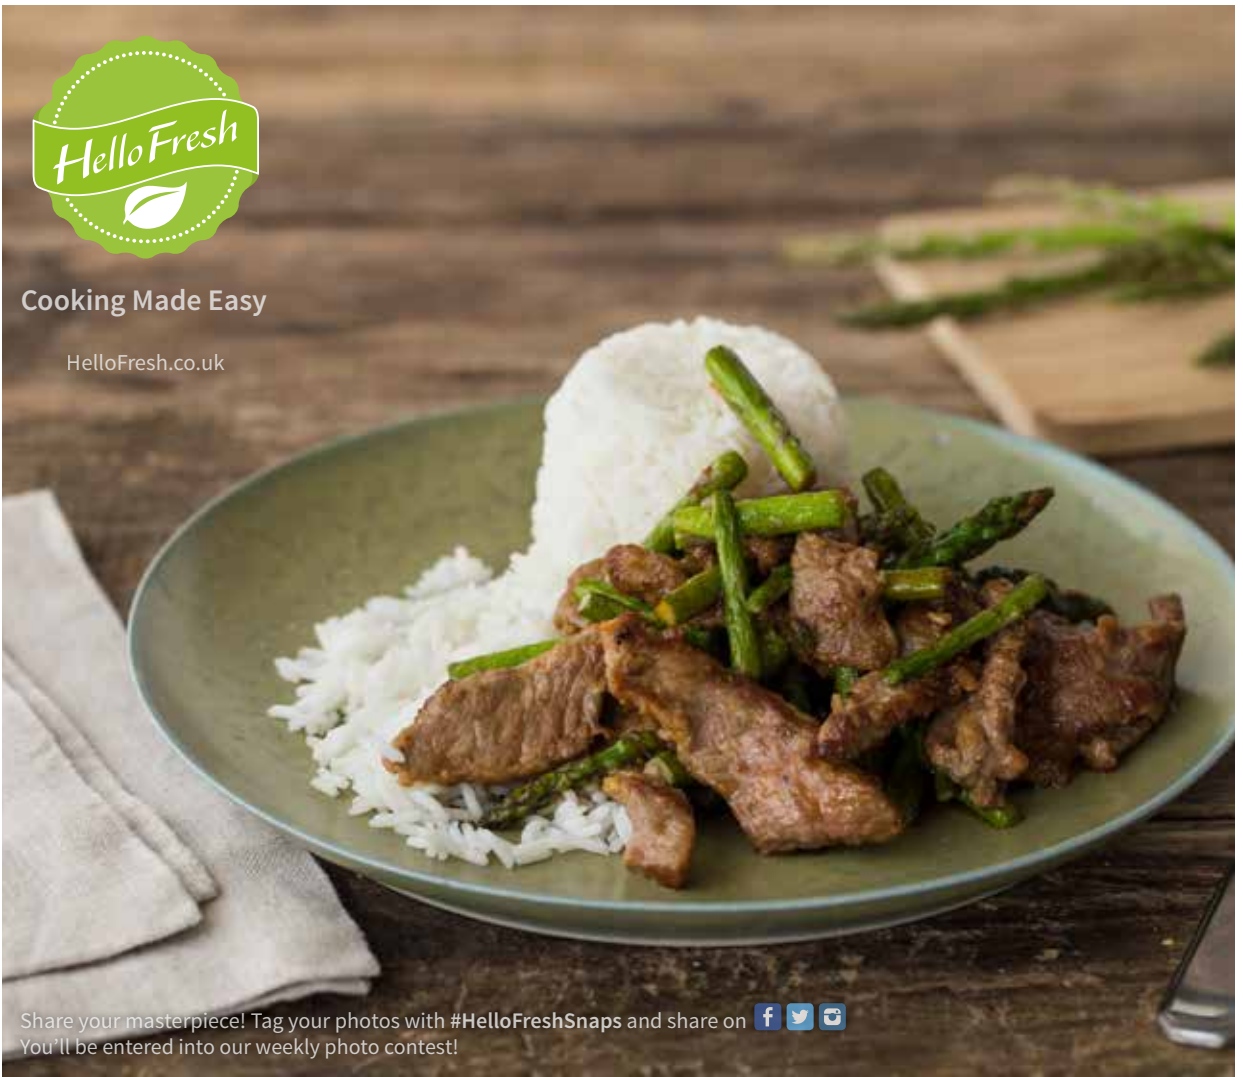 HelloFresh
Cooking Made Easy
HelloFresh.co.uk
Share your masterpiece! Tag your photos with #HelloFreshSnaps and share on
You'll be entered into our weekly photo contest!